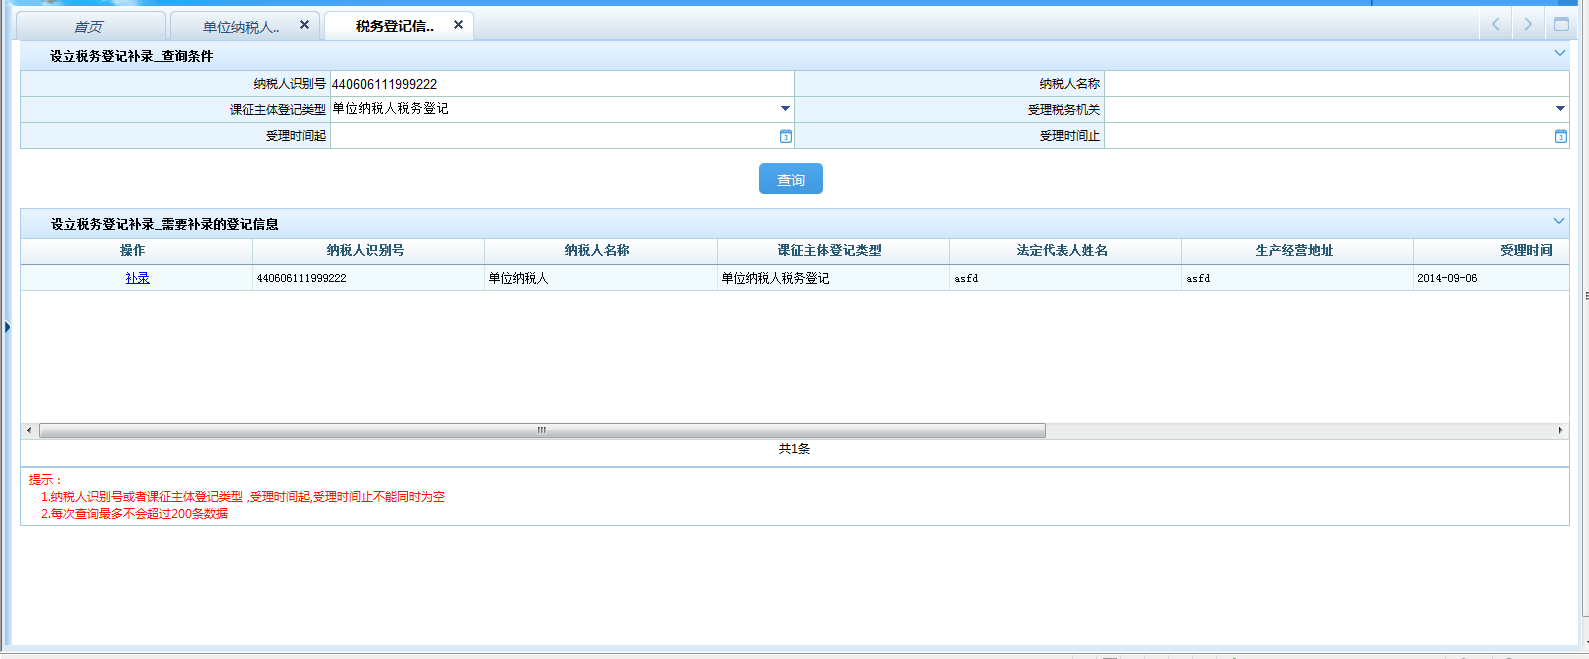 首页 单位纳税人.. 税务登记信..
设立税务登记补录_查询条件
纳税人识别号 440606111999222 纳税人名称
课征主体登记类型 单位纳税人税务登记 受理税务机关
受理时间起 受理时间止
查询
设立税务登记补录_需要补录的登记信息
操作 纳税人识别号 纳税人名称 课征主体登记类型 法定代表人姓名 生产经营地址 受理时间
补录 440606111999222 单位纳税人 单位纳税人税务登记 asfd asfd 2014-09-06
共1条
提示：
1.纳税人识别号或者课征主体登记类型 ,受理时间起,受理时间止不能同时为空
2.每次查询最多不会超过200条数据